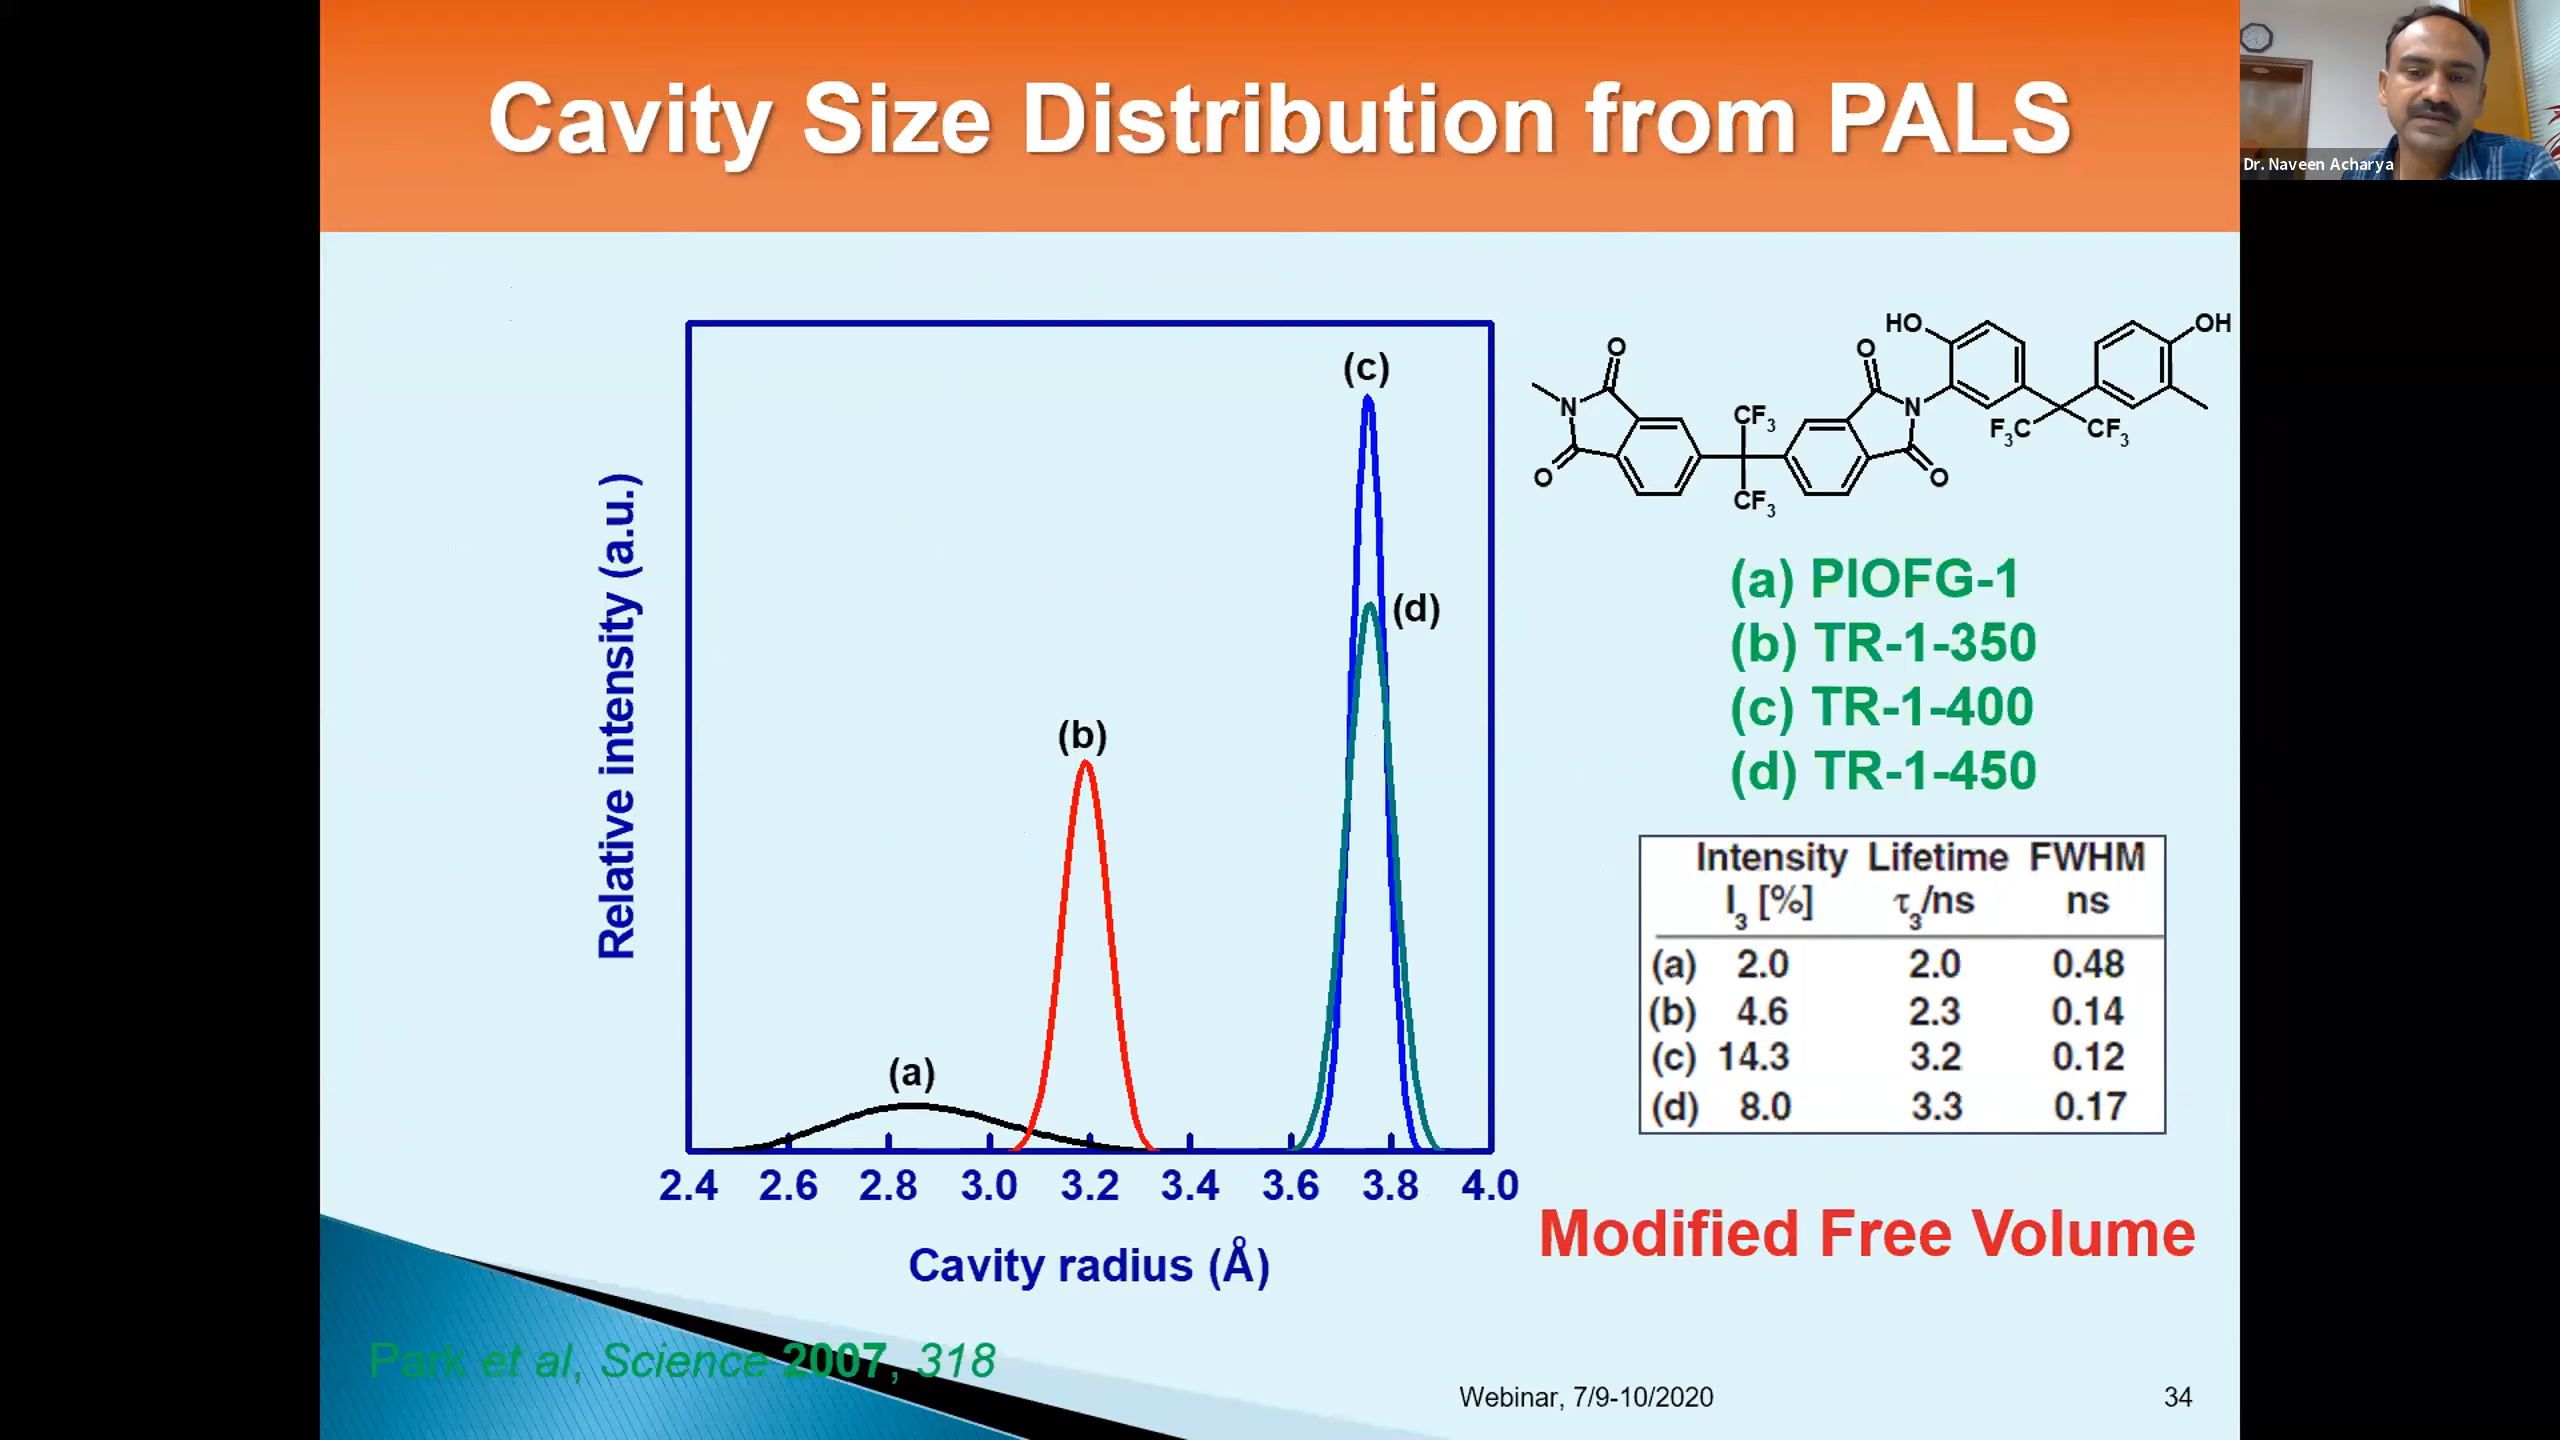 Cavity Size Distribution from PALS
Dr. Naveen Acharya
Relative intensity (a.u.)
(a)
(b)
(c)
(d)
2.4 2.6 2.8 3.0 3.2 3.4 3.6 3.8 4.0
Cavity radius (Å)
HO
OH
O
O
N
N
CF3
F3C
CF3
O
O
CF3
(a) PIOFG-1
(b) TR-1-350
(c) TR-1-400
(d) TR-1-450
Intensity Lifetime FWHM
I3 [%] τ3/ns ns
(a) 2.0 2.0 0.48
(b) 4.6 2.3 0.14
(c) 14.3 3.2 0.12
(d) 8.0 3.3 0.17
Modified Free Volume
Park et al, Science 2007, 318
Webinar, 7/9-10/2020
34